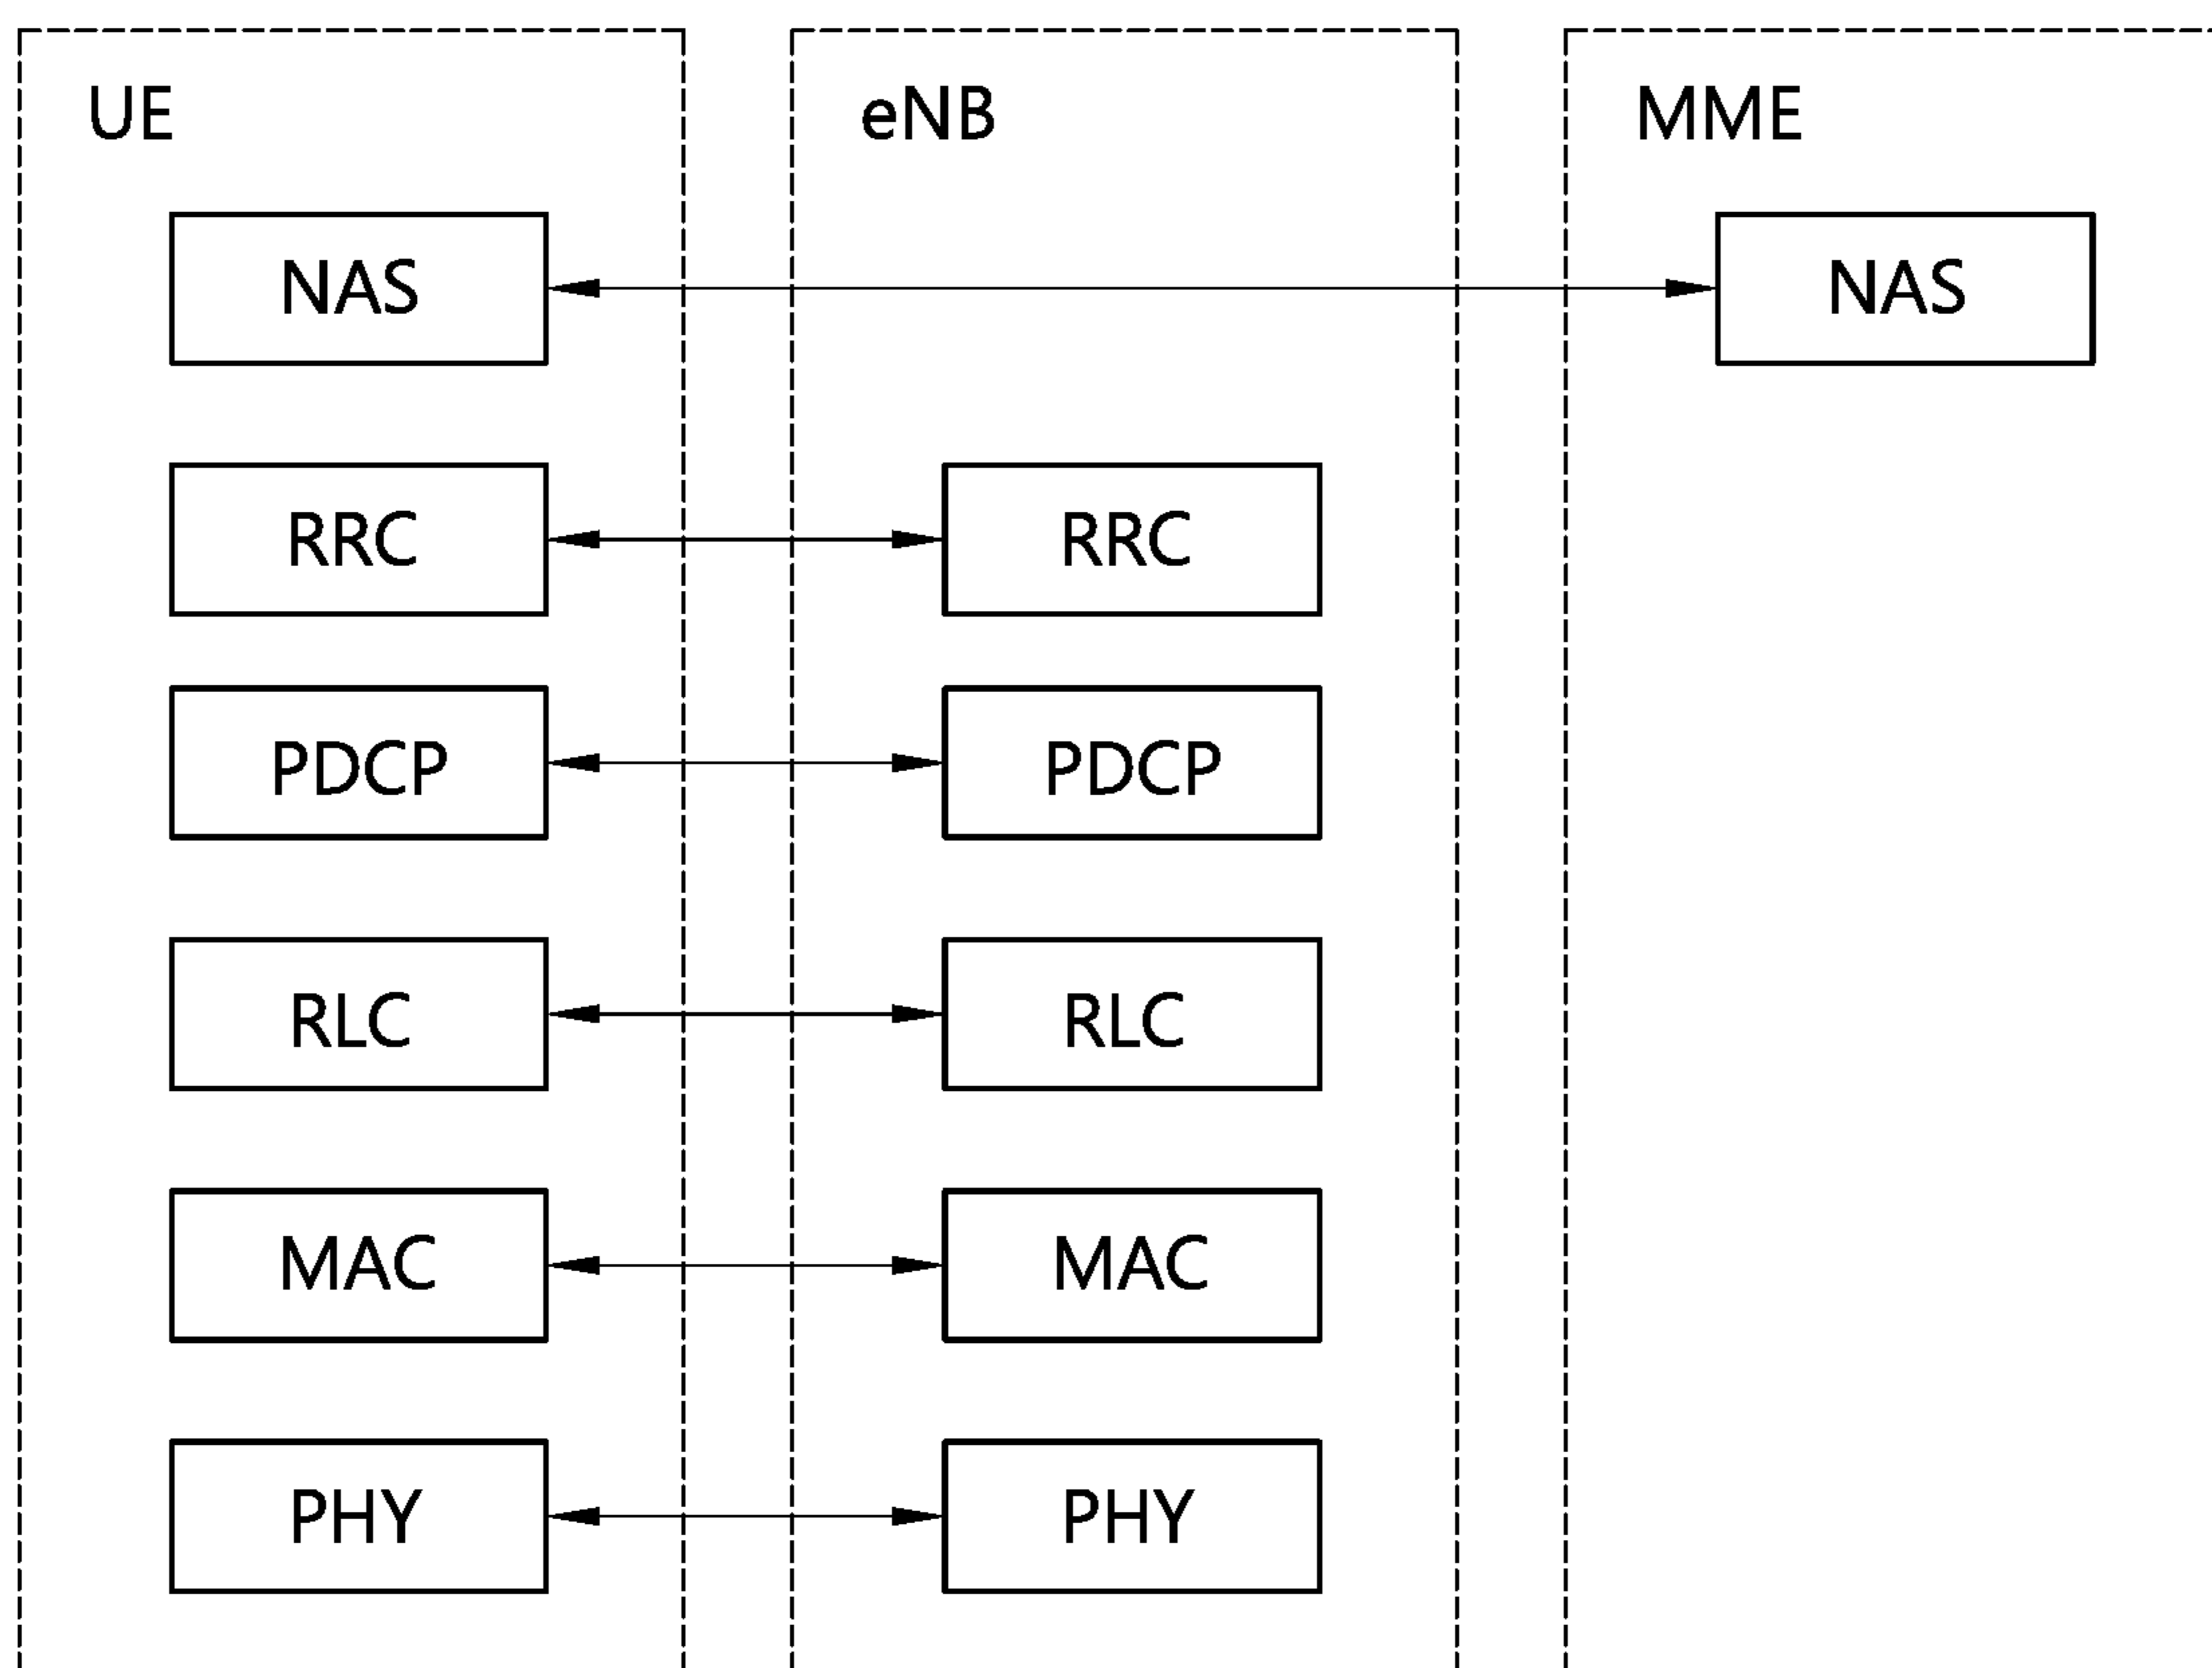 UE eNB MME
NAS NAS
RRC RRC
PDCP PDCP
RLC RLC
MAC MAC
PHY PHY